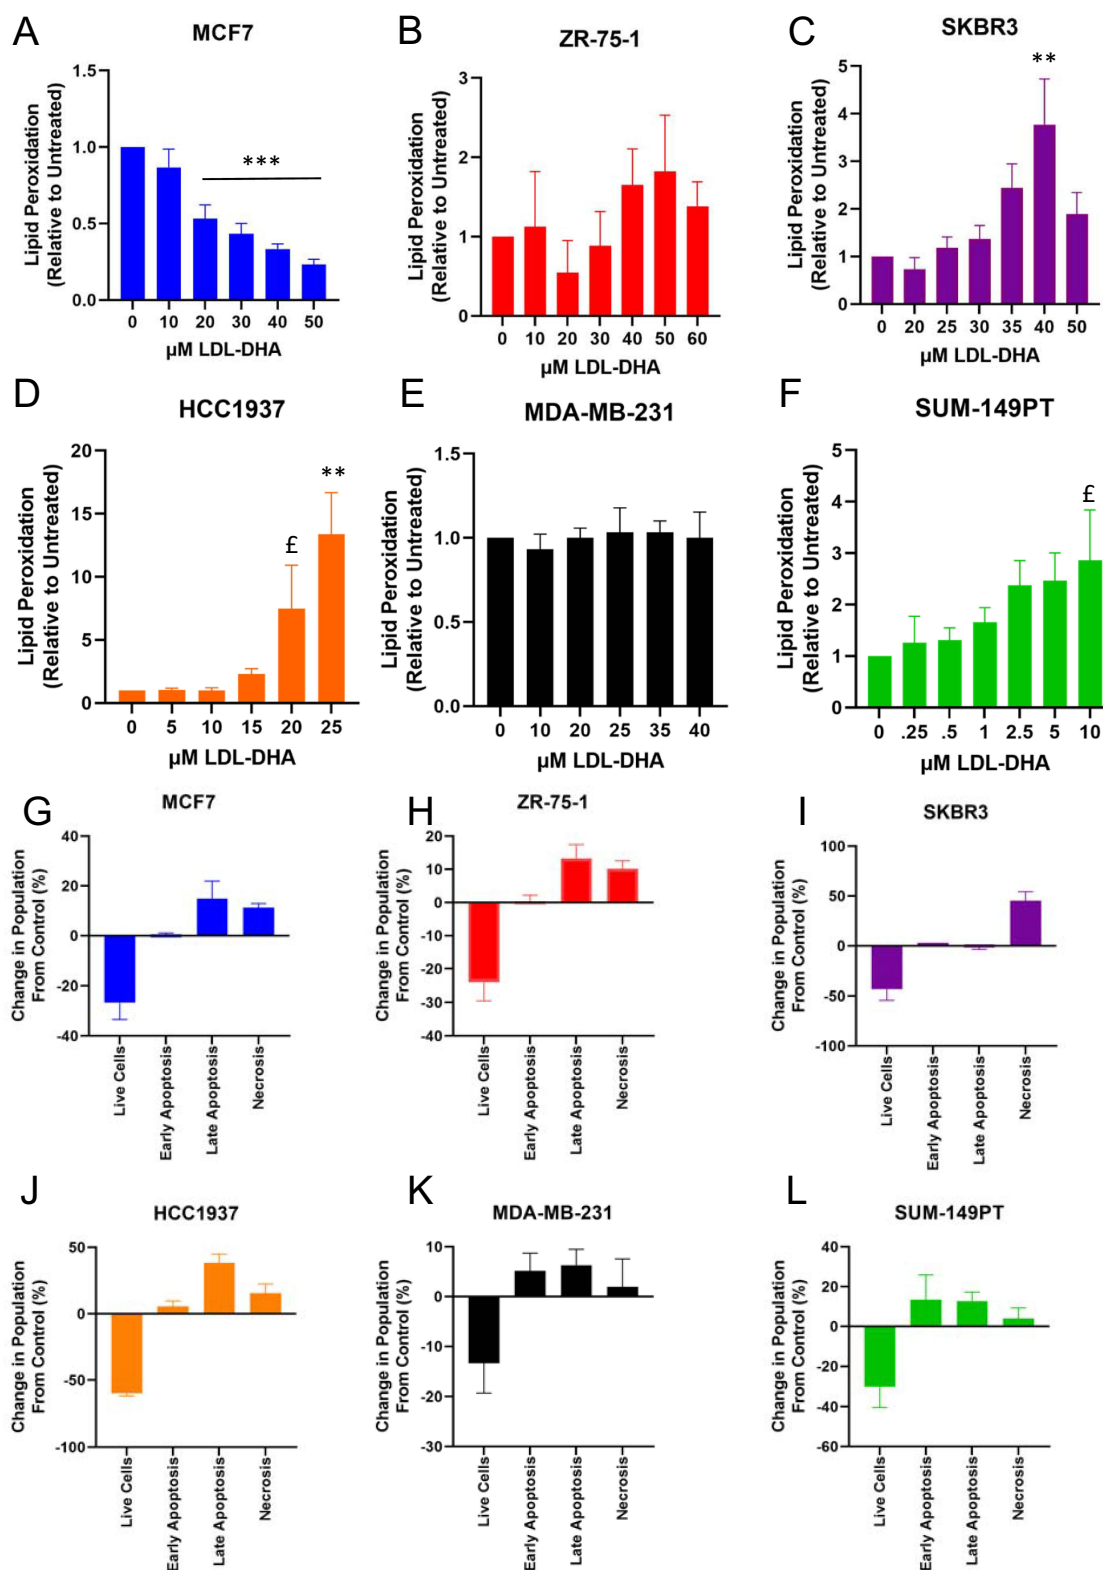 A
MCF7
Lipid Peroxidation
(Relative to Untreated)
1.5
1.0
0.5
0.0
***
0 10 20 30 40 50
µM LDL-DHA
B
ZR-75-1
Lipid Peroxidation
(Relative to Untreated)
3
2
1
0
0 10 20 30 40 50 60
µM LDL-DHA
C
SKBR3
Lipid Peroxidation
(Relative to Untreated)
5
4
3
2
1
0
**
0 20 25 30 35 40 50
µM LDL-DHA
D
HCC1937
Lipid Peroxidation
(Relative to Untreated)
20
15
10
5
0
£
**
0 5 10 15 20 25
µM LDL-DHA
E
MDA-MB-231
Lipid Peroxidation
(Relative to Untreated)
1.5
1.0
0.5
0.0
0 10 20 25 35 40
µM LDL-DHA
F
SUM-149PT
Lipid Peroxidation
(Relative to Untreated)
5
4
3
2
1
0
£
0 .25 .5 1 2.5 5 10
µM LDL-DHA
G
MCF7
Change in Population
From Control (%)
40
20
0
-20
-40
Live Cells
Early Apoptosis
Late Apoptosis
Necrosis
H
ZR-75-1
Change in Population
From Control (%)
20
10
0
-10
-20
-30
-40
Live Cells
Early Apoptosis
Late Apoptosis
Necrosis
I
SKBR3
Change in Population
From Control (%)
100
50
0
-50
-100
Live Cells
Early Apoptosis
Late Apoptosis
Necrosis
J
HCC1937
Change in Population
From Control (%)
50
0
-50
-100
Live Cells
Early Apoptosis
Late Apoptosis
Necrosis
K
MDA-MB-231
Change in Population
From Control (%)
10
0
-10
-20
-30
Live Cells
Early Apoptosis
Late Apoptosis
Necrosis
L
SUM-149PT
Change in Population
From Control (%)
40
20
0
-20
-40
-60
Live Cells
Early Apoptosis
Late Apoptosis
Necrosis